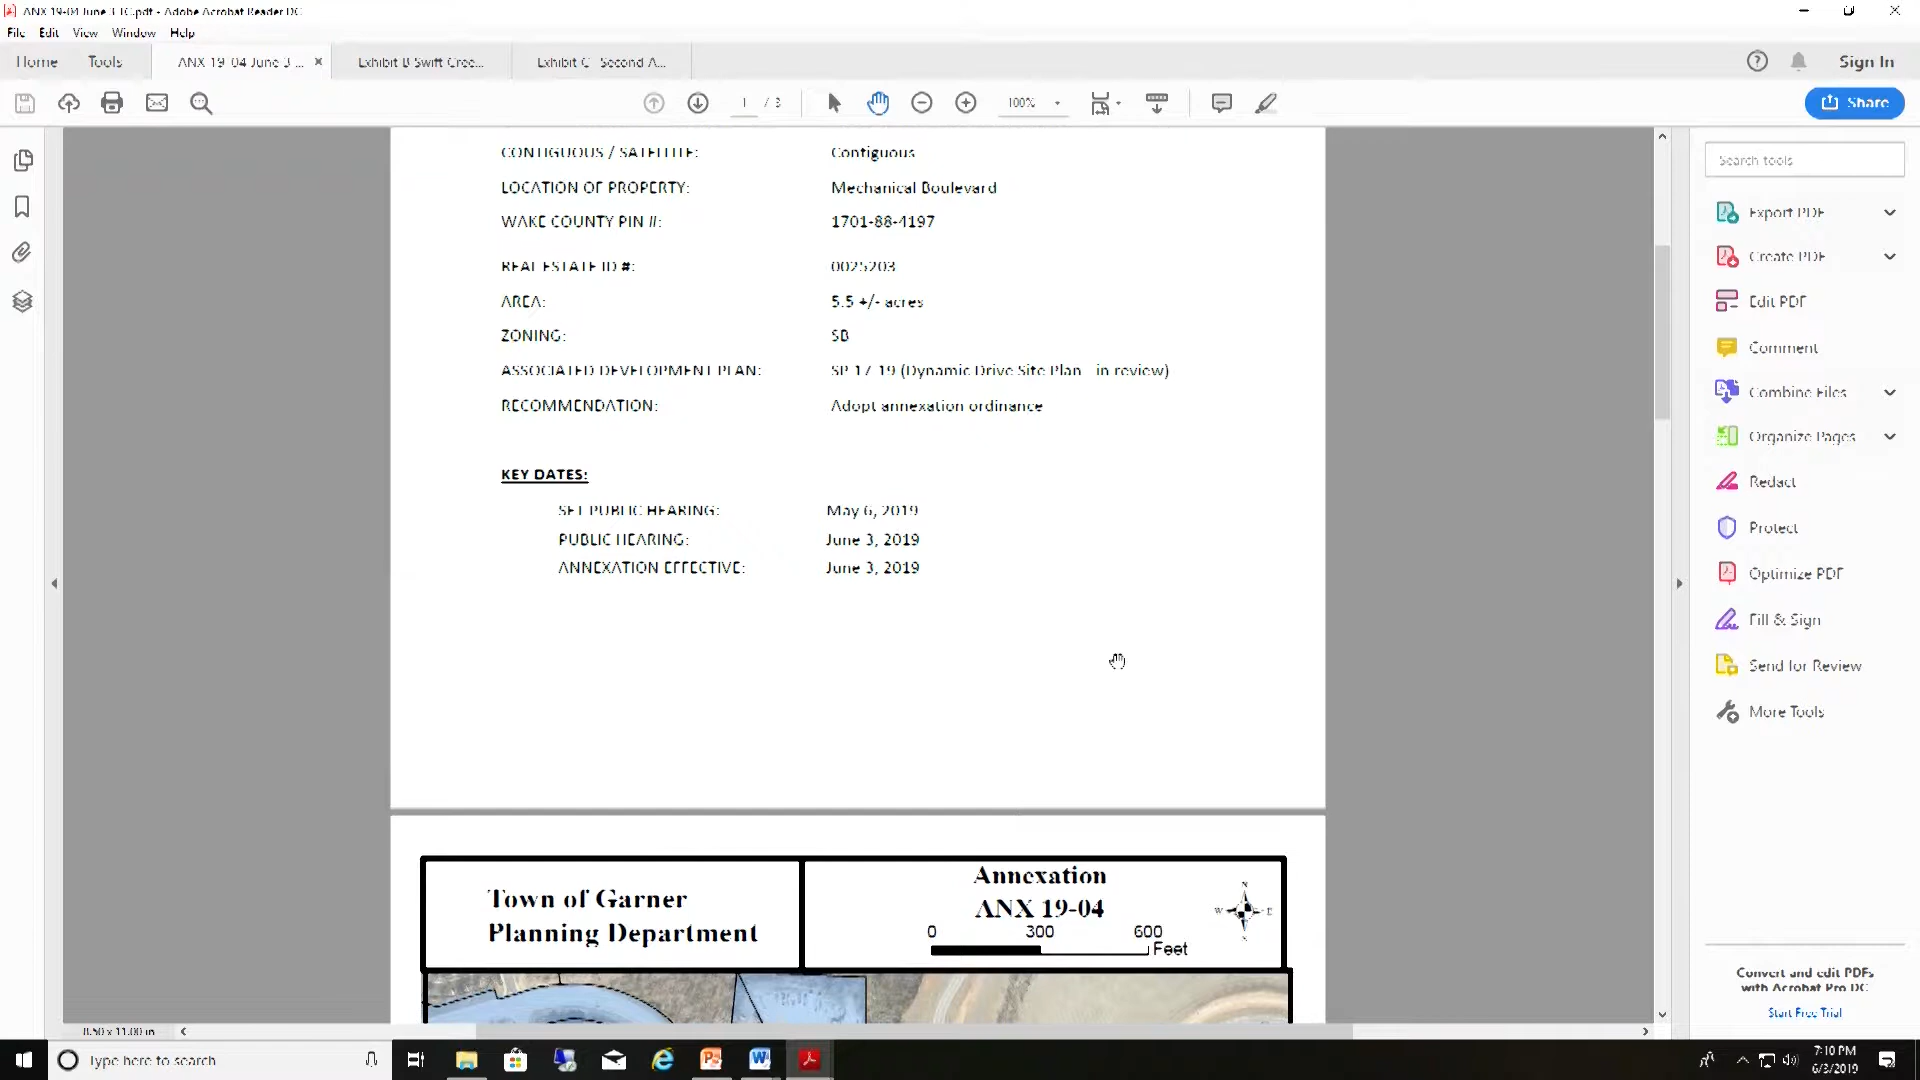 ANX 19-04 June 3 TC.pdf - Adobe Acrobat Reader DC
File Edit View Window Help
Home Tools ANX 19-04 June 3 ... Exhibit B Swift Cree... Exhibit C - Second A... Sign In
1 / 3 100% Share
CONTIGUOUS / SATELLITE: Contiguous
LOCATION OF PROPERTY: Mechanical Boulevard
WAKE COUNTY PIN #: 1701-88-4197
REAL ESTATE ID #: 0025203
AREA: 5.5 +/- acres
ZONING: SB
ASSOCIATED DEVELOPMENT PLAN: SP-17-19 (Dynamic Drive Site Plan - in review)
RECOMMENDATION: Adopt annexation ordinance
KEY DATES:
SET PUBLIC HEARING: May 6, 2019
PUBLIC HEARING: June 3, 2019
ANNEXATION EFFECTIVE: June 3, 2019
Town of Garner
Planning Department
Annexation
ANX 19-04
0 300 600
Feet
N
W E
S
Search tools
Export PDF
Create PDF
Edit PDF
Comment
Combine Files
Organize Pages
Redact
Protect
Optimize PDF
Fill & Sign
Send for Review
More Tools
Convert and edit PDFs
with Acrobat Pro DC
Start Free Trial
8.50 x 11.00 in
Type here to search
7:10 PM
6/3/2019